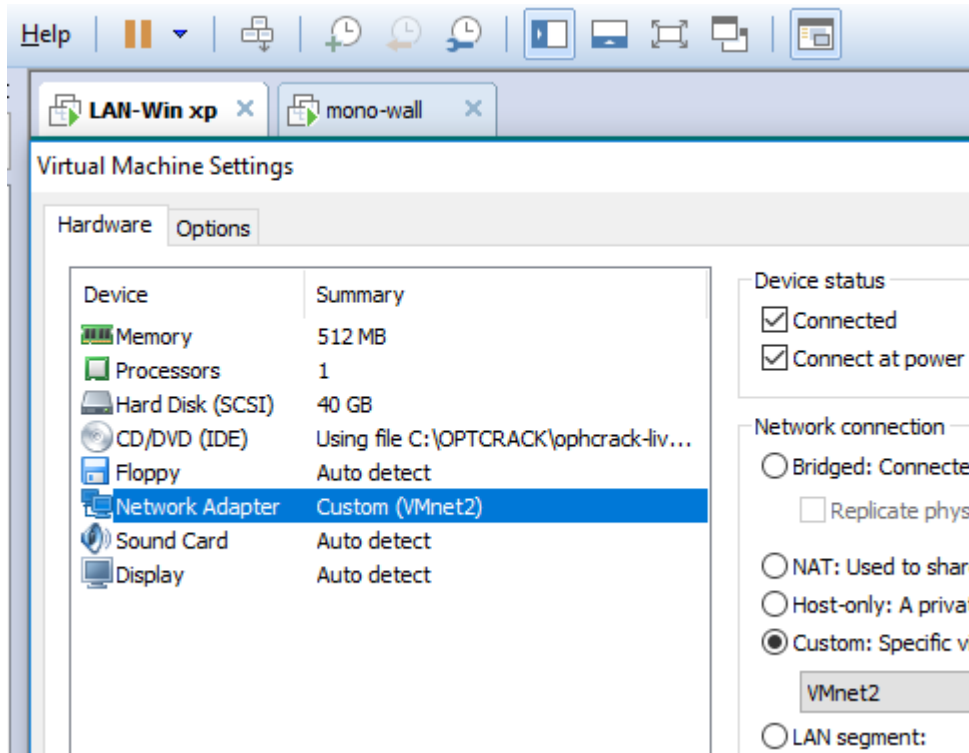 Help
LAN-Win xp
mono-wall
Virtual Machine Settings
Hardware
Options
Device Summary
Memory 512 MB
Processors 1
Hard Disk (SCSI) 40 GB
CD/DVD (IDE) Using file C:\OPTCRACK\ophcrack-liv...
Floppy Auto detect
Network Adapter Custom (VMnet2)
Sound Card Auto detect
Display Auto detect
Device status
Connected
Connect at power
Network connection
Bridged: Connecte
Replicate phys
NAT: Used to shar
Host-only: A priva
Custom: Specific v
VMnet2
LAN segment: